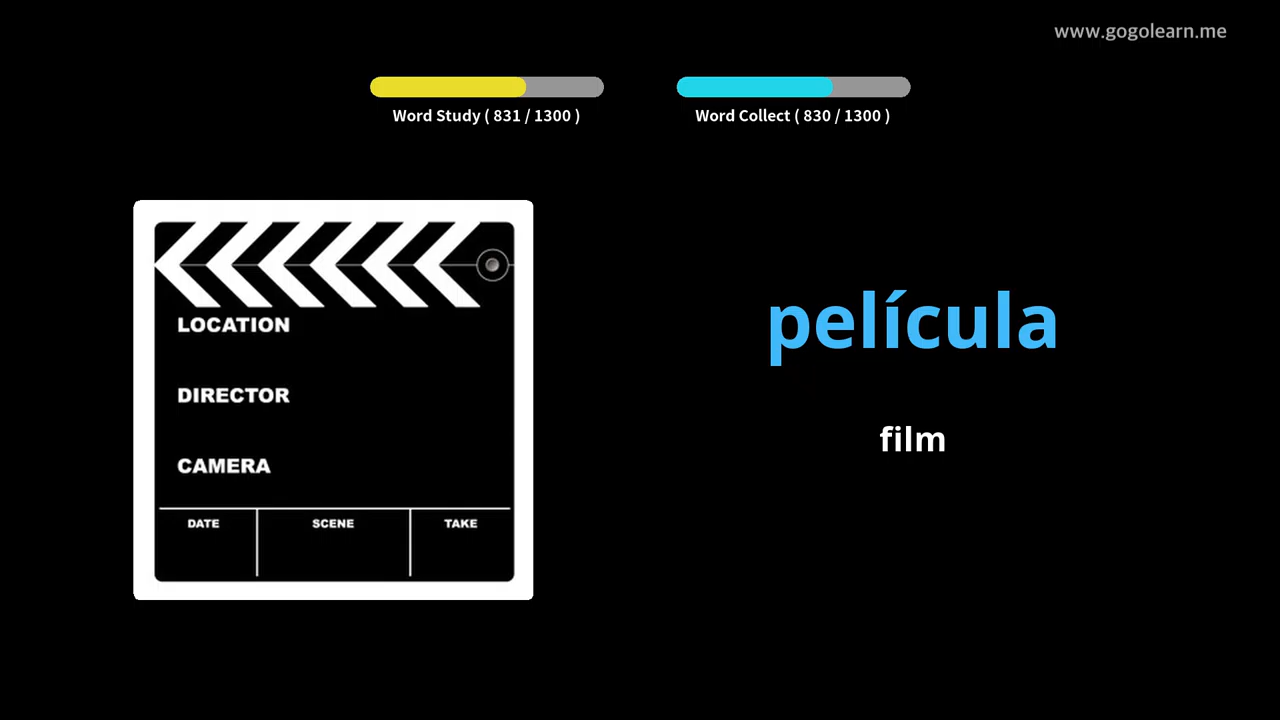 www.gogolearn.me
Word Study ( 831 / 1300 )
Word Collect ( 830 / 1300 )
LOCATION
DIRECTOR
CAMERA
DATE
SCENE
TAKE
película
film